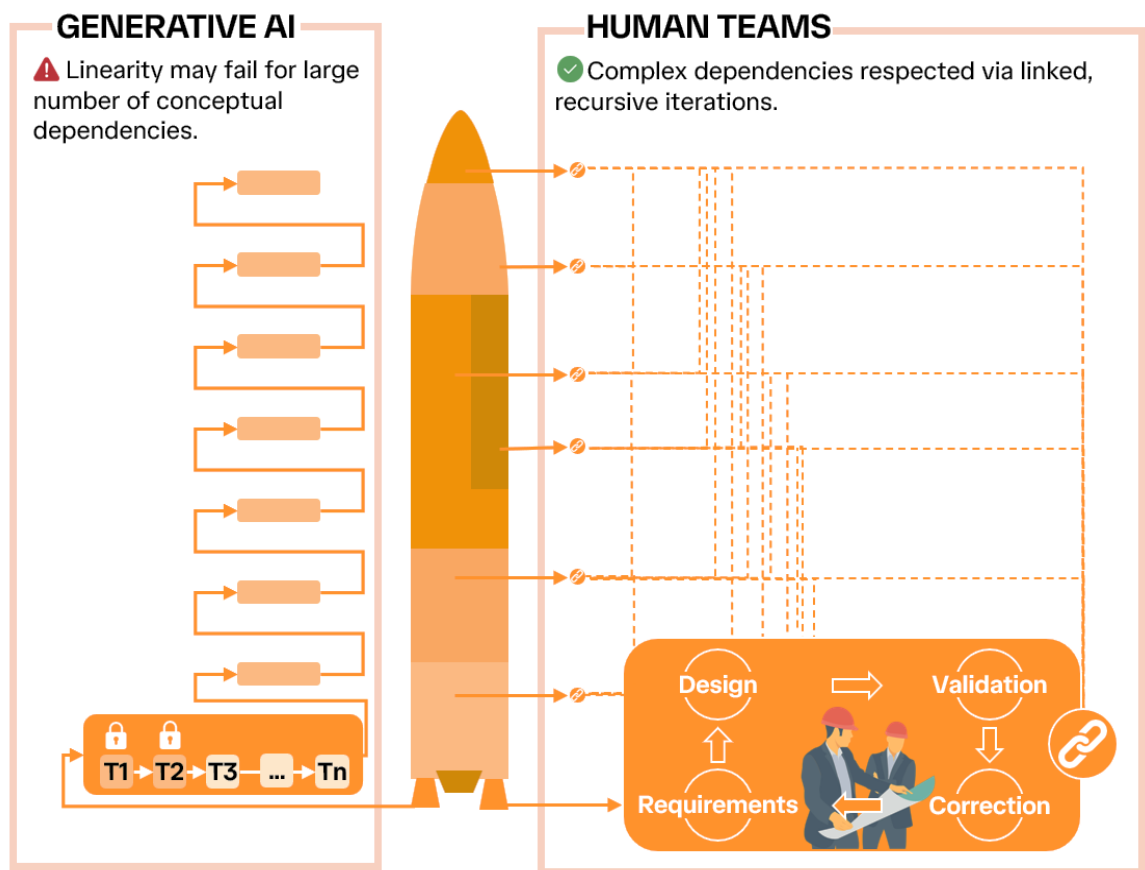 GENERATIVE AI
Linearity may fail for large
number of conceptual
dependencies.
T1
T2
T3
...
Tn
HUMAN TEAMS
Complex dependencies respected via linked,
recursive iterations.
Design
Validation
Requirements
Correction